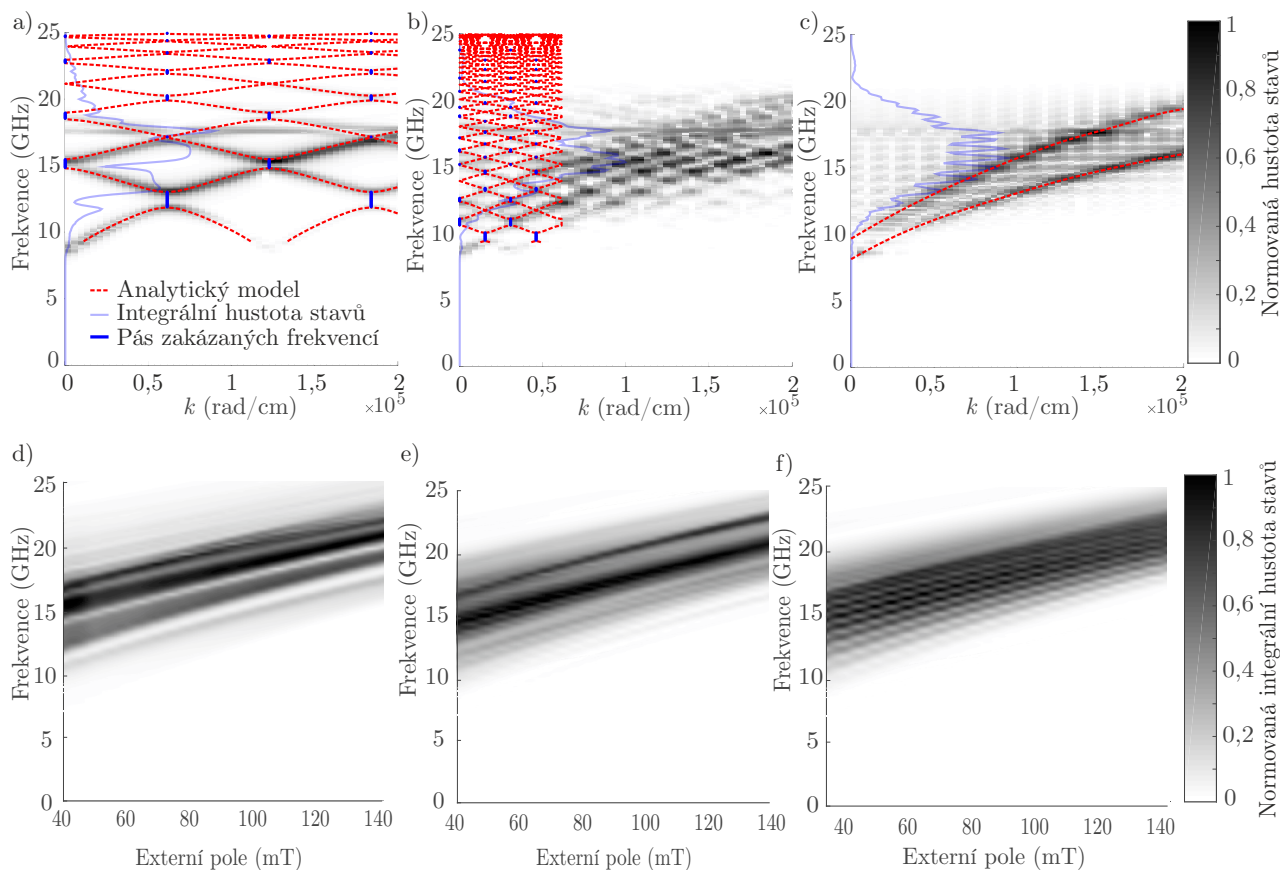 a)
b)
c)
25
20
15
10
5
0
Frekvence (GHz)
Analytický model
Integrální hustota stavů
Pás zakázaných frekvencí
0 0,5 1 1,5 2
k (rad/cm) ×10⁵
25
20
15
10
5
0
Frekvence (GHz)
0 0,5 1 1,5 2
k (rad/cm) ×10⁵
25
20
15
10
5
0
Frekvence (GHz)
0 0,5 1 1,5 2
k (rad/cm) ×10⁵
1
0,8
0,6
0,4
0,2
0
Normovaná hustota stavů
d)
e)
f)
25
20
15
10
5
0
Frekvence (GHz)
40 60 80 100 120 140
Externí pole (mT)
25
20
15
10
5
0
Frekvence (GHz)
40 60 80 100 120 140
Externí pole (mT)
25
20
15
10
5
0
Frekvence (GHz)
40 60 80 100 120 140
Externí pole (mT)
1
0,8
0,6
0,4
0,2
0
Normovaná integrální hustota stavů